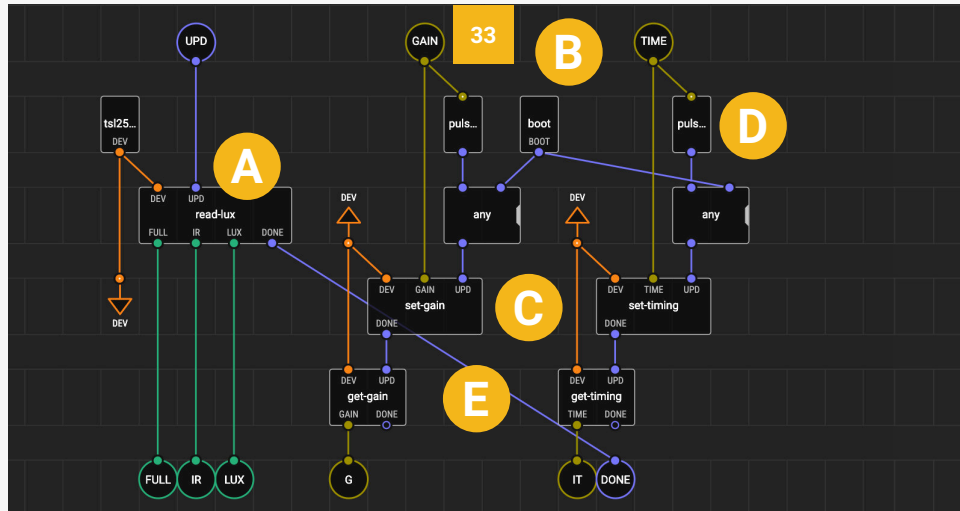 UPD
GAIN
33
B
TIME
tsl25...
DEV
puls...
boot
BOOT
puls...
D
A
DEV UPD
read-lux
FULL IR LUX DONE
DEV
any
DEV
any
DEV
DEV GAIN UPD
set-gain
DONE
C
DEV TIME UPD
set-timing
DONE
DEV UPD
get-gain
GAIN DONE
E
DEV UPD
get-timing
TIME DONE
FULL
IR
LUX
G
IT
DONE